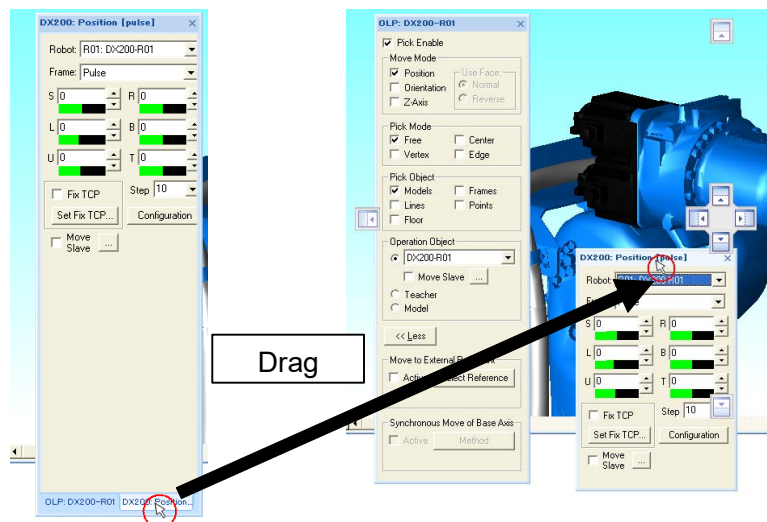 DX200: Position [pulse]
Robot: R01: DX200-R01
Frame: Pulse
S 0 R 0
L 0 B 0
U 0 T 0
Fix TCP Step 10
Set Fix TCP... Configuration
Move
Slave ...
OLP: DX200-R01 DX200: Position...
Drag
OLP: DX200-R01
Pick Enable
Move Mode
Position Use Face:
Orientation Normal
Z-Axis Reverse
Pick Mode
Free Center
Vertex Edge
Pick Object
Models Frames
Lines Points
Floor
Operation Object
DX200-R01
Move Slave ...
Teacher
Model
<< Less
Move to External
Reference
Synchronous Move of Base Axis
Active Method
DX200: Position [pulse]
Robot: R01: DX200-R01
S 0 R 0
L 0 B 0
U 0 T 0
Fix TCP Step 10
Set Fix TCP... Configuration
Move
Slave ...